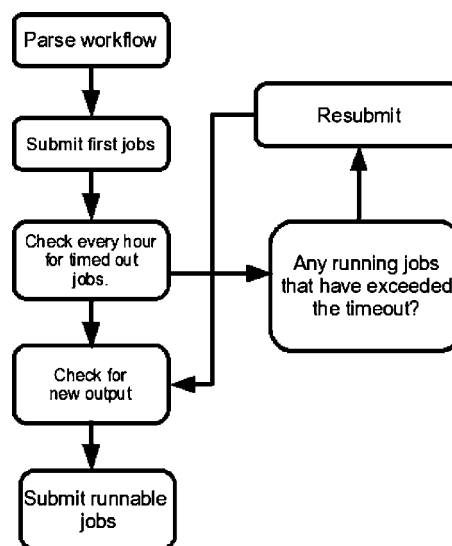 Parse workflow
Submit first jobs
Check every hour
for timed out
jobs.
Check for
new output
Submit runnable
jobs
Resubmit
Any running jobs
that have exceeded
the timeout?